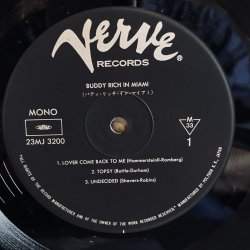 Verve
RECORDS
BUDDY RICH IN MIAMI
(バディ・リッチ・イン・マイアミ)
MONO
23MJ 3200
M
33
1
1. LOVER COME BACK TO ME (Hammerstein II-Romberg)
2. TOPSY (Battle-Durham)
3. UNDECIDED (Shavers-Robins)